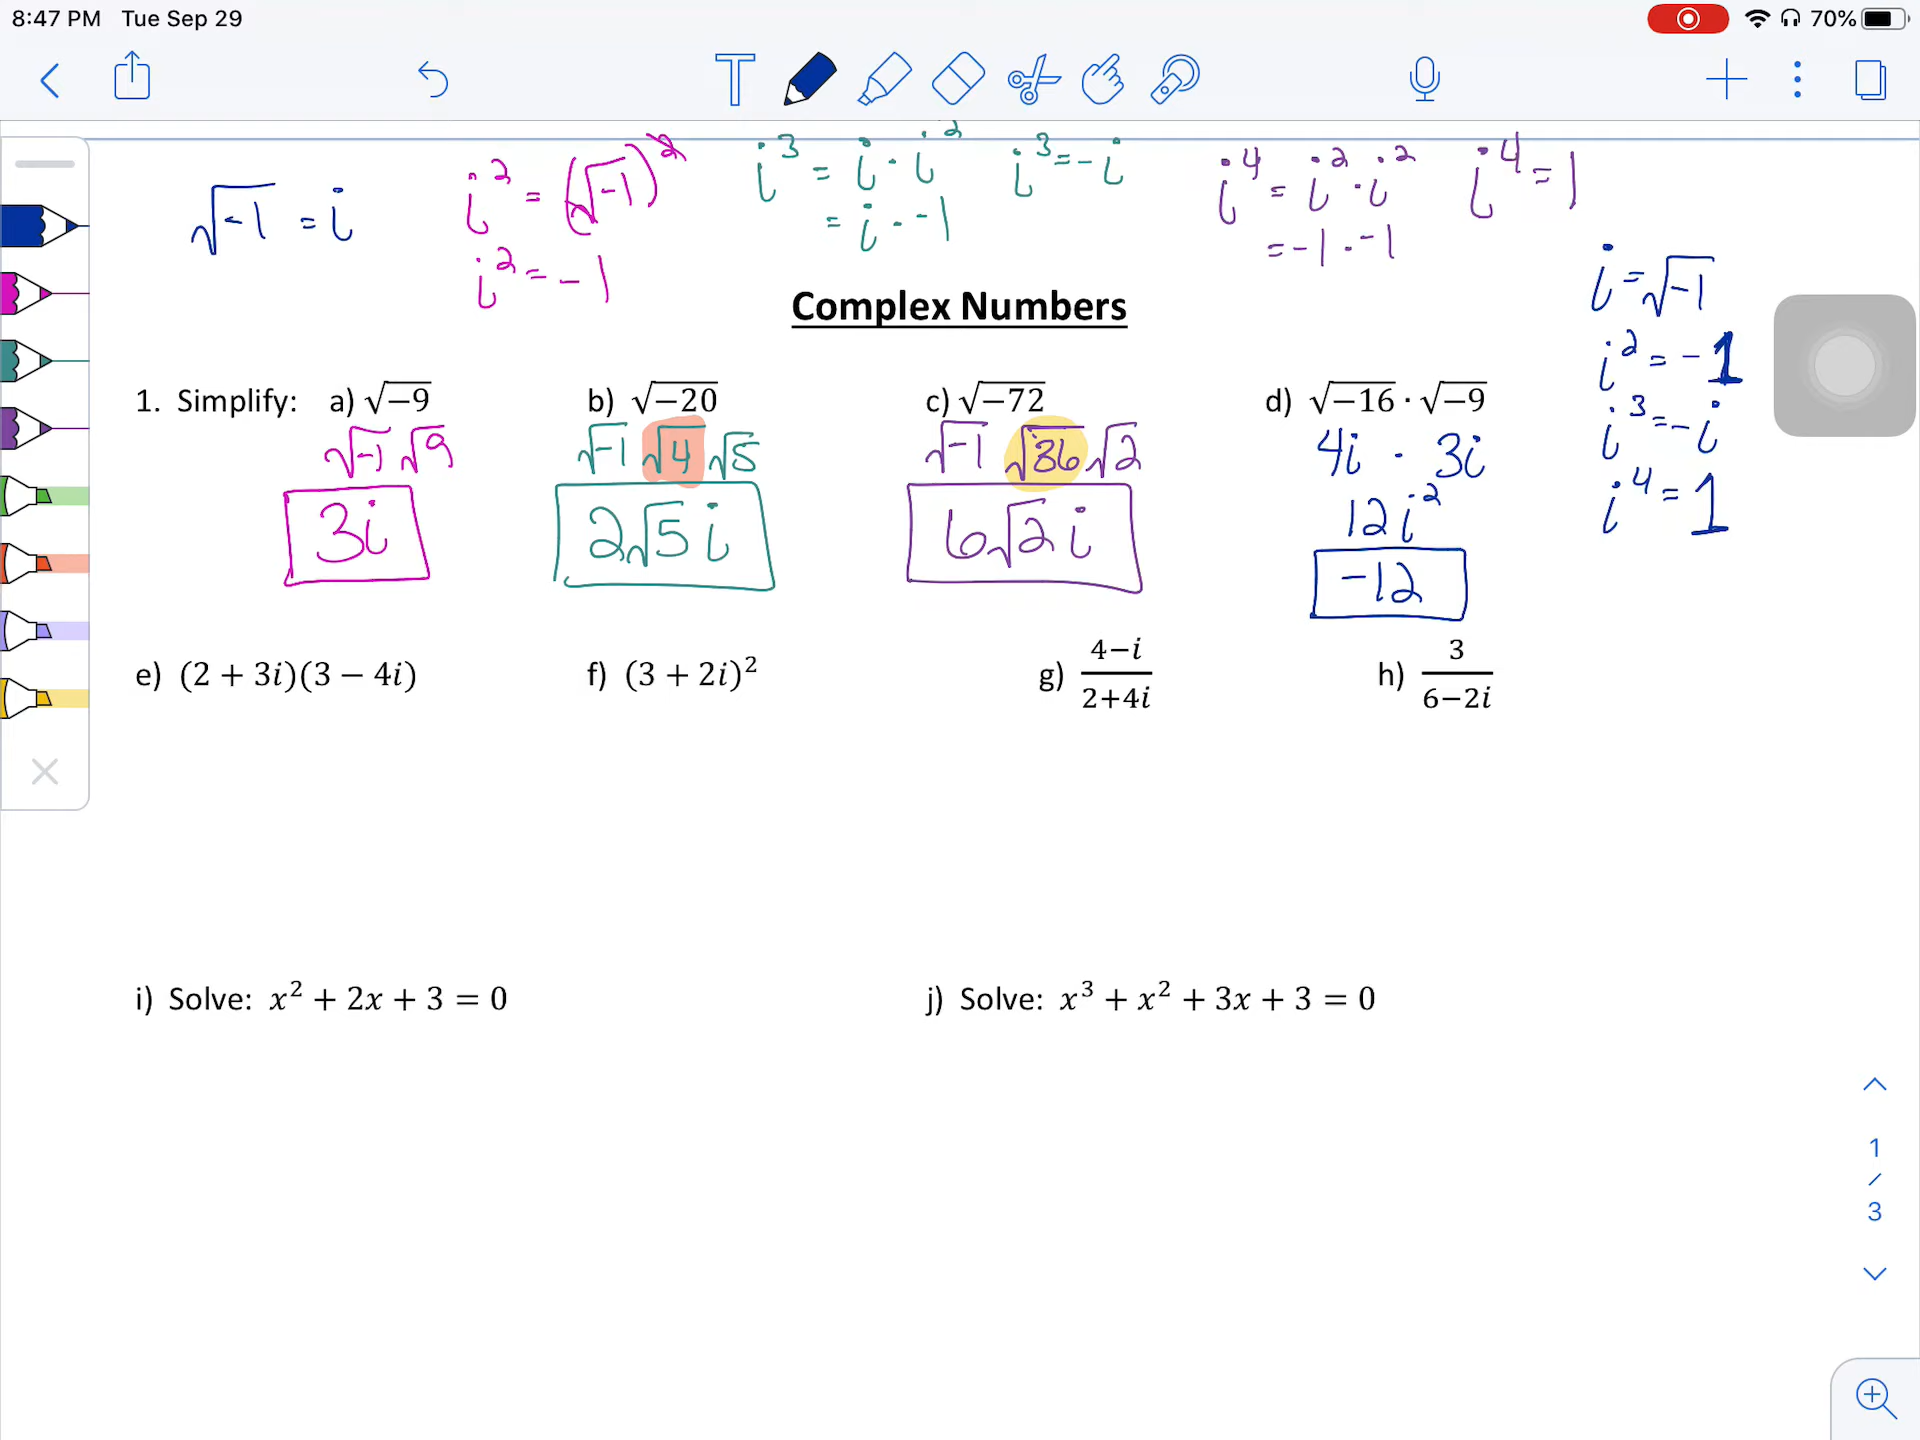 8:47 PM Tue Sep 29 70%
T
√-1 = i
i² = (√-1)²
i² = -1
i³ = i · i²
= i · -1
i³ = -i
i⁴ = i² · i²
= -1 · -1
i⁴ = 1
i = √-1
i² = -1
i³ = -i
i⁴ = 1
Complex Numbers
1. Simplify: a) √−9
√-1 √9
3i
b) √−20
√-1 √4 √5
2√5 i
c) √−72
√-1 √36 √2
6√2 i
d) √−16 · √−9
4i · 3i
12i²
-12
e) (2 + 3i)(3 − 4i)
f) (3 + 2i)²
g) 4−i / 2+4i
h) 3 / 6−2i
i) Solve: x² + 2x + 3 = 0
j) Solve: x³ + x² + 3x + 3 = 0
1
/
3